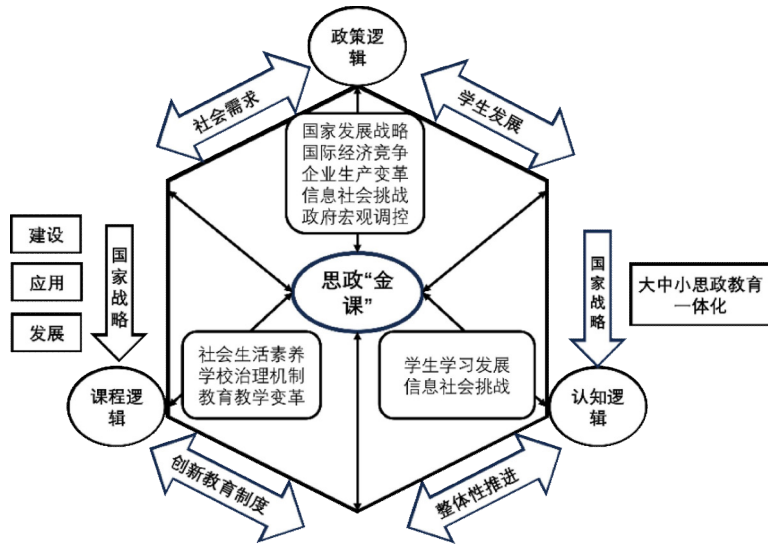 政策逻
辑
社会需求
学生发展
国家发展战略
国际经济竞争
企业生产变革
信息社会挑战
政府宏观调控
建设
应用
发展
国家战略
思政“金
课”
国家战略
大中小思政教育
一体化
社会生活素养
学校治理机制
教育教学变革
学生学习发展
信息社会挑战
课程逻
辑
认知逻
辑
创新教育制度
整体性推进